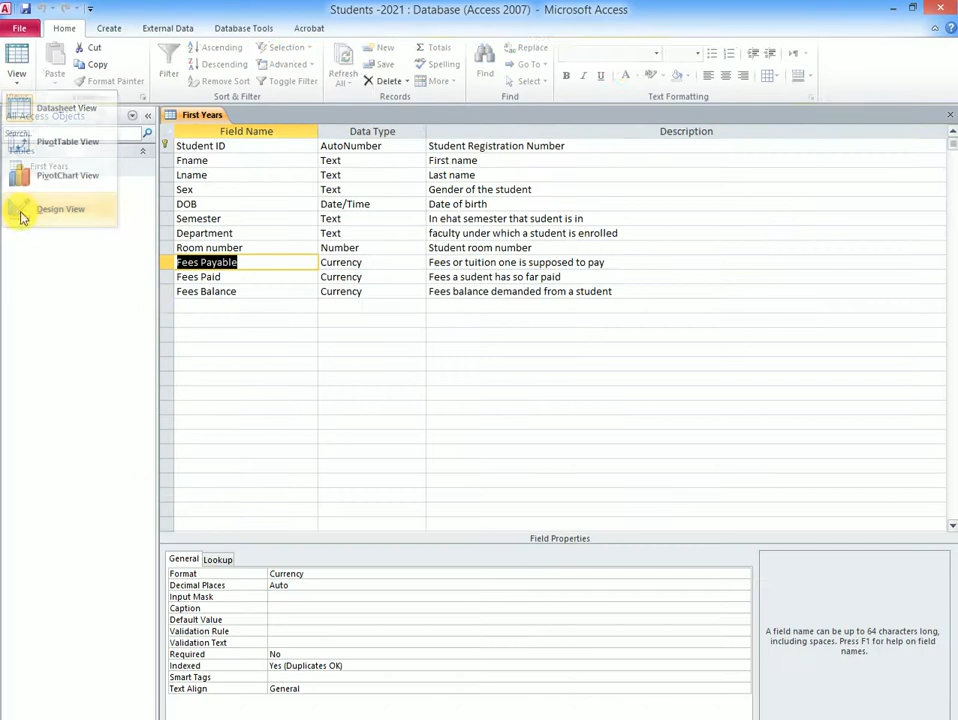 Students -2021 : Database (Access 2007) - Microsoft Access
File Home Create External Data Database Tools Acrobat
View Paste Cut Copy Format Painter
Filter Ascending Descending Remove Sort Selection Advanced Toggle Filter
Sort & Filter
Refresh All New Save Delete Totals Spelling More
Records
Find Replace Go To Select
Find
B I U A
Text Formatting
Datasheet View
All Access Objects
Search
PivotTable View
Tables
First Years
PivotChart View
Design View
First Years
Field Name Data Type Description
Student ID AutoNumber Student Registration Number
Fname Text First name
Lname Text Last name
Sex Text Gender of the student
DOB Date/Time Date of birth
Semester Text In ehat semester that sudent is in
Department Text faculty under which a student is enrolled
Room number Number Student room number
Fees Payable Currency Fees or tuition one is supposed to pay
Fees Paid Currency Fees a sudent has so far paid
Fees Balance Currency Fees balance demanded from a student
Field Properties
General Lookup
Format Currency
Decimal Places Auto
Input Mask
Caption
Default Value
Validation Rule
Validation Text
Required No
Indexed Yes (Duplicates OK)
Smart Tags
Text Align General
A field name can be up to 64 characters long,
including spaces. Press F1 for help on field
names.